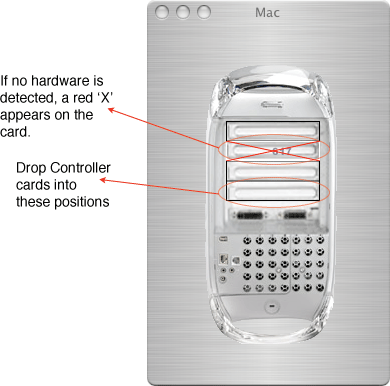 Mac
If no hardware is
detected, a red ‘X’
appears on the
card.
Drop Controller
cards into
these positions